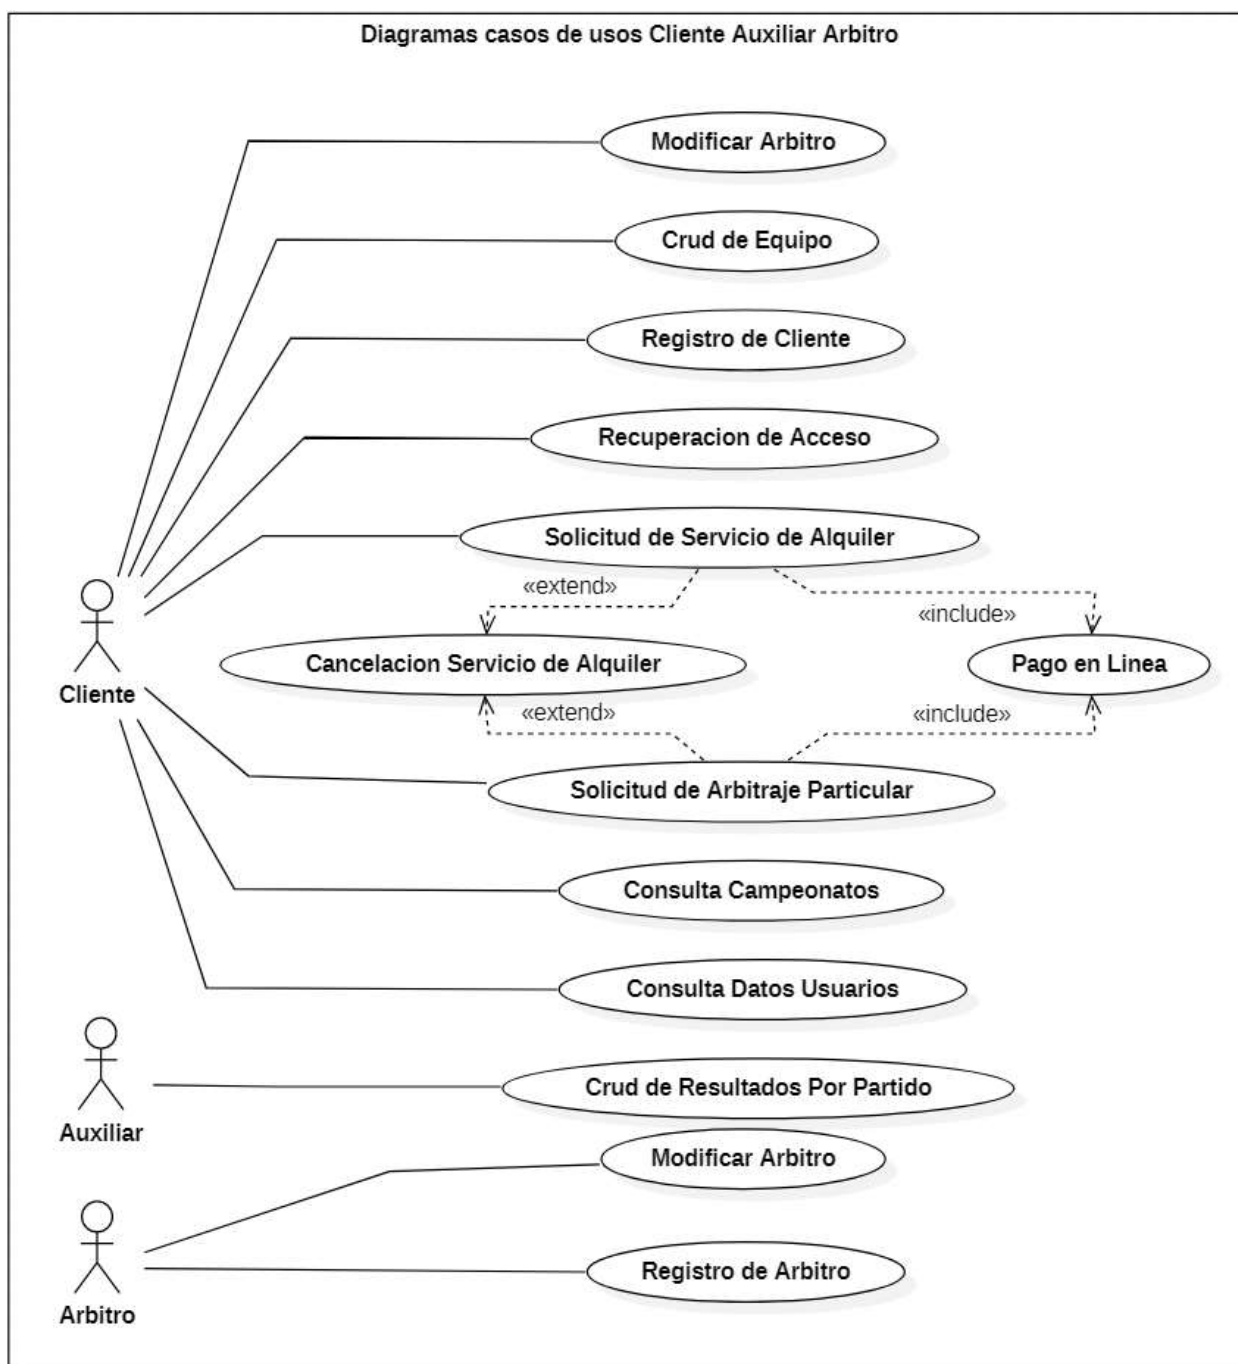 Diagramas casos de usos Cliente Auxiliar Arbitro
Modificar Arbitro
Crud de Equipo
Registro de Cliente
Recuperacion de Acceso
Solicitud de Servicio de Alquiler
«extend»
«include»
Cancelacion Servicio de Alquiler
Pago en Linea
Cliente
«extend»
«include»
Solicitud de Arbitraje Particular
Consulta Campeonatos
Consulta Datos Usuarios
Crud de Resultados Por Partido
Auxiliar
Modificar Arbitro
Registro de Arbitro
Arbitro